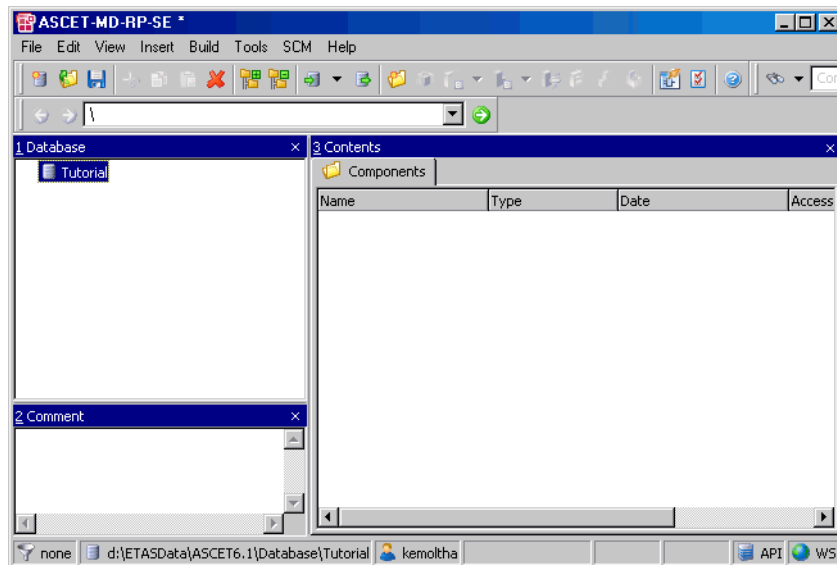 ASCET-MD-RP-SE *
File Edit View Insert Build Tools SCM Help
\
1 Database
3 Contents
Tutorial
Components
Name Type Date Access
2 Comment
none d:\ETASData\ASCET6.1\Database\Tutorial kemoltha API WS